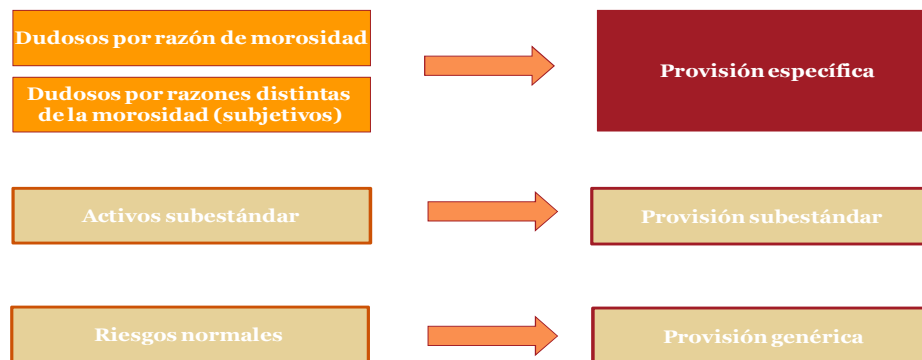 Dudosos por razón de morosidad
Dudosos por razones distintas
de la morosidad (subjetivos)
Provisión específica
Activos subestándar
Provisión subestándar
Riesgos normales
Provisión genérica